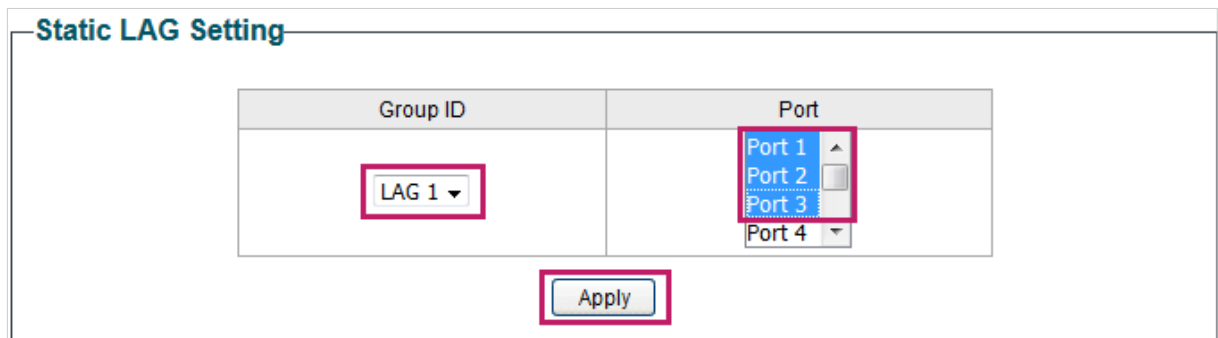 Static LAG Setting
Group ID
Port
LAG 1
Port 1
Port 2
Port 3
Port 4
Apply